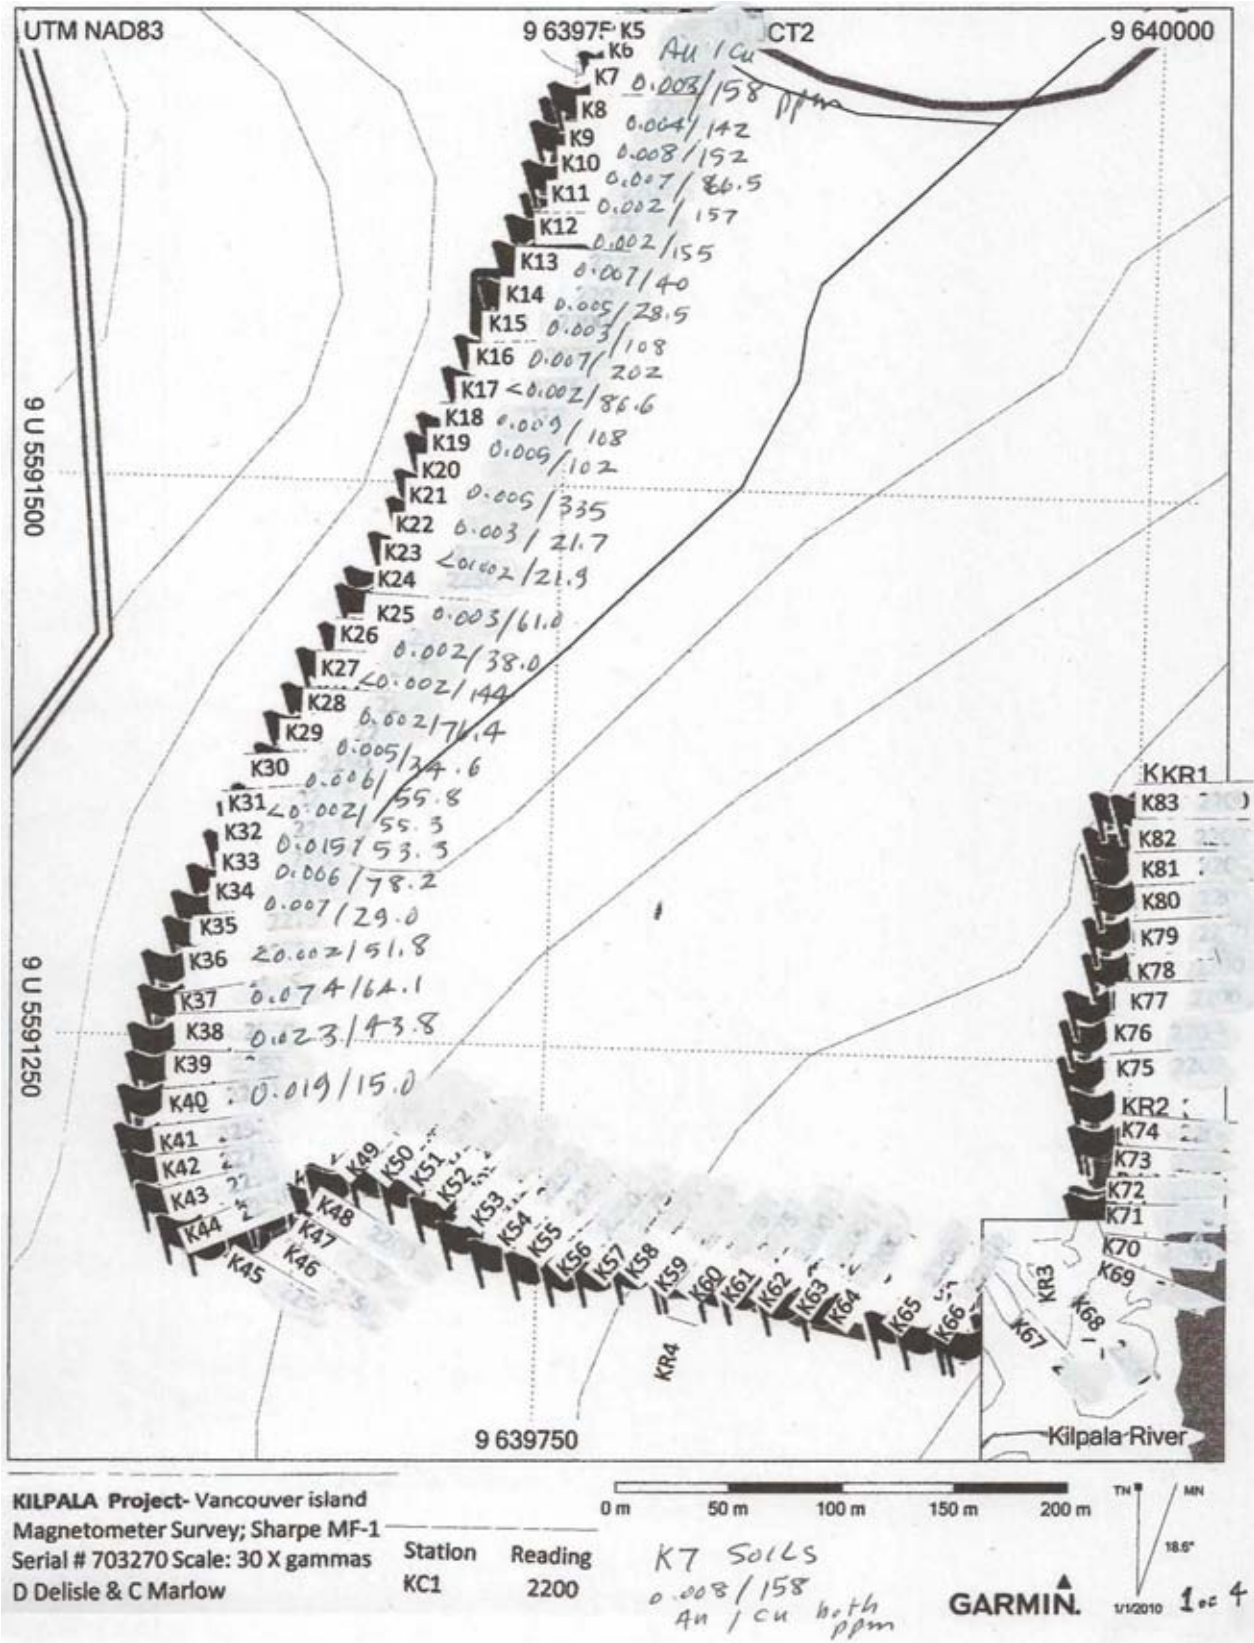 UTM NAD83
K5
CT2
9 640000
K6
Au / Cu
K7 0.008/158 ppm
K8
K9 0.004/142
K10 0.008/152
K11 0.007/86.5
0.002/157
K12
0.002/155
K13 0.007/40
K14 0.005/28.5
K15 0.003/108
K16 0.007/202
K17 <0.002/86.6
K18 0.009/108
K19
K20 0.005/102
K21 0.005/335
K22 0.003/21.7
K23 <0.002/21.9
K24
K25 0.003/61.0
K26 0.002/38.0
K27 <0.002/144
K28
0.002/76.4
K29
0.005/34.6
K30 0.006/55.8
K31 <0.002/55.3
K32
0.015/53.3
K33 0.006/78.2
K34
0.007/29.0
K35
K36 <0.002/51.8
K37 0.074/64.1
K38 0.023/43.8
K39
K40 0.019/15.0
K41
K42
K43
K44
K45
K46
K47
K48
K49
K50
K51
K52
K53
K54
K55
K56
K57
K58
K59
K60
K61
K62
K63
K64
K65
K66
KR4
K67
K68
KR3
K69
K70
K71
K72
K73
K74
KR2
K75
K76
K77
K78
K79
K80
K81
K82
K83
KKR1
9 U 5591500
9 U 5591250
9 639750
Kilpala River
KILPALA Project- Vancouver island
Magnetometer Survey; Sharpe MF-1
Serial # 703270 Scale: 30 X gammas
D Delisle & C Marlow
Station Reading
KC1 2200
0 m 50 m 100 m 150 m 200 m
K7 SOILS
0.008/158
Au / Cu both
ppm
GARMIN.
TN MN
18.6°
1/1/2010
1 of 4